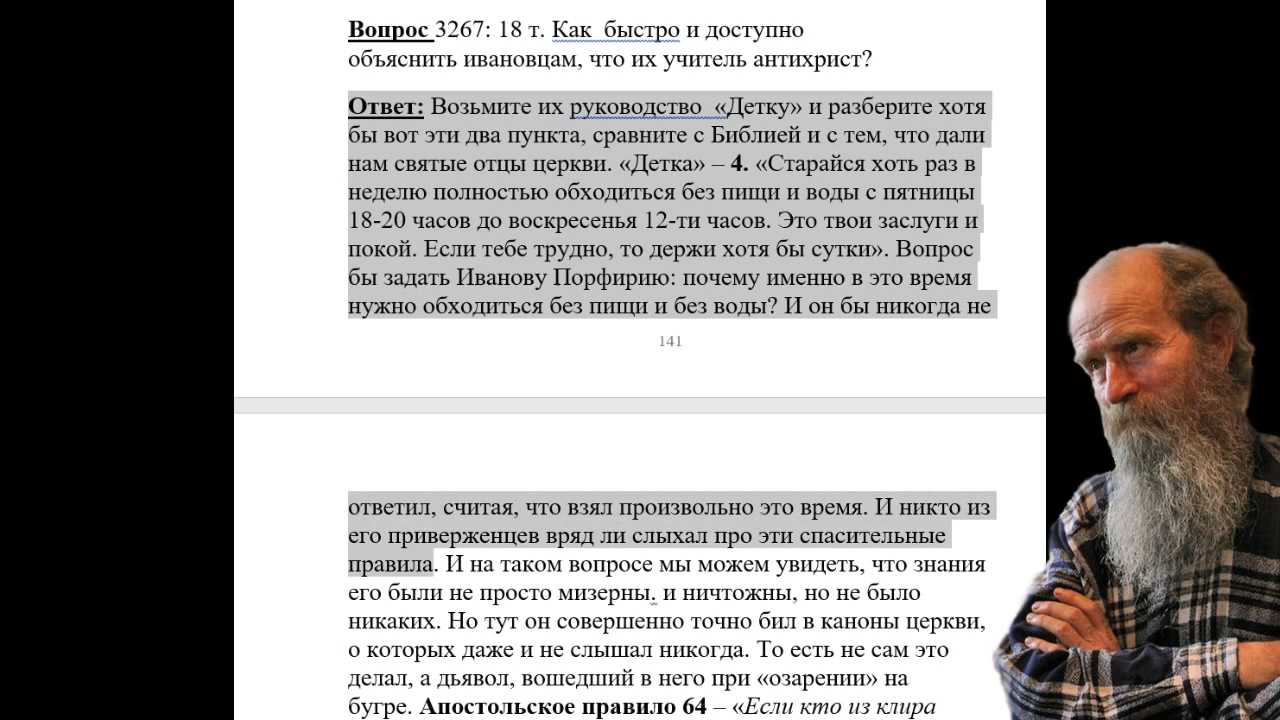 Вопрос 3267: 18 т. Как быстро и доступно
объяснить ивановцам, что их учитель антихрист?
Ответ: Возьмите их руководство «Детку» и разберите хотя
бы вот эти два пункта, сравните с Библией и с тем, что дали
нам святые отцы церкви. «Детка» – 4. «Старайся хоть раз в
неделю полностью обходиться без пищи и воды с пятницы
18-20 часов до воскресенья 12-ти часов. Это твои заслуги и
покой. Если тебе трудно, то держи хотя бы сутки». Вопрос
бы задать Иванову Порфирию: почему именно в это время
нужно обходиться без пищи и без воды? И он бы никогда не
141
ответил, считая, что взял произвольно это время. И никто из
его приверженцев вряд ли слыхал про эти спасительные
правила. И на таком вопросе мы можем увидеть, что знания
его были не просто мизерны. и ничтожны, но не было
никаких. Но тут он совершенно точно бил в каноны церкви,
о которых даже и не слышал никогда. То есть не сам это
делал, а дьявол, вошедший в него при «озарении» на
бугре. Апостольское правило 64 – «Если кто из клира